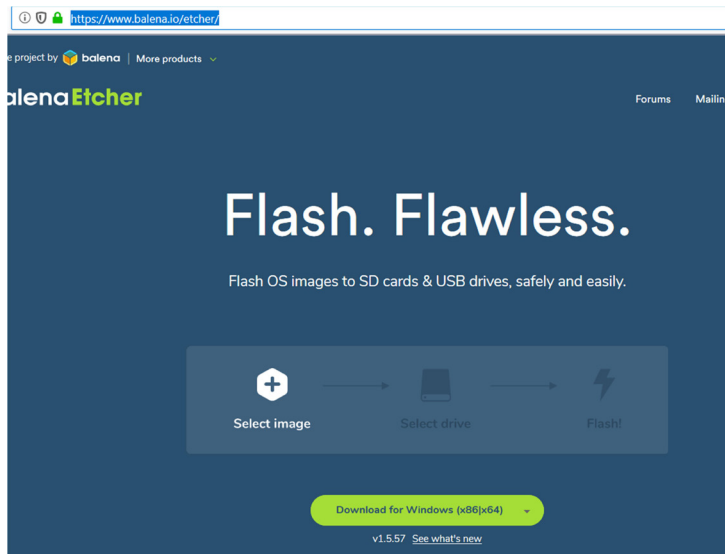 https://www.balena.io/etcher/
project by balena | More products
balenaEtcher
Forums Mailin
Flash. Flawless.
Flash OS images to SD cards & USB drives, safely and easily.
Select image Select drive Flash!
Download for Windows (x86|x64)
v1.5.57 See what's new